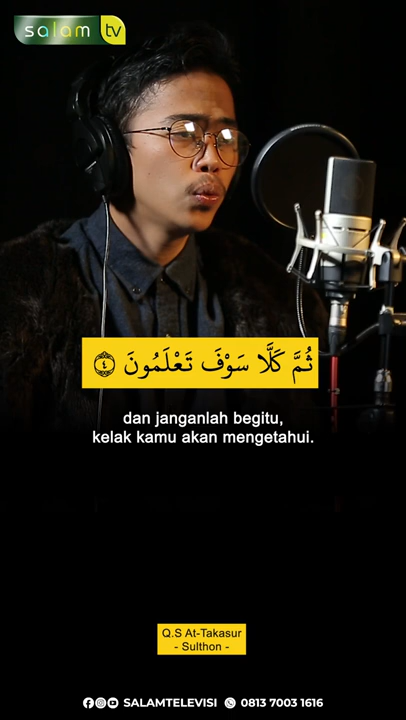 salam tv
ثُمَّ كَلَّا سَوْفَ تَعْلَمُونَ ۝٤
dan janganlah begitu,
kelak kamu akan mengetahui.
Q.S At-Takasur
- Sulthon -
SALAMTELEVISI 0813 7003 1616